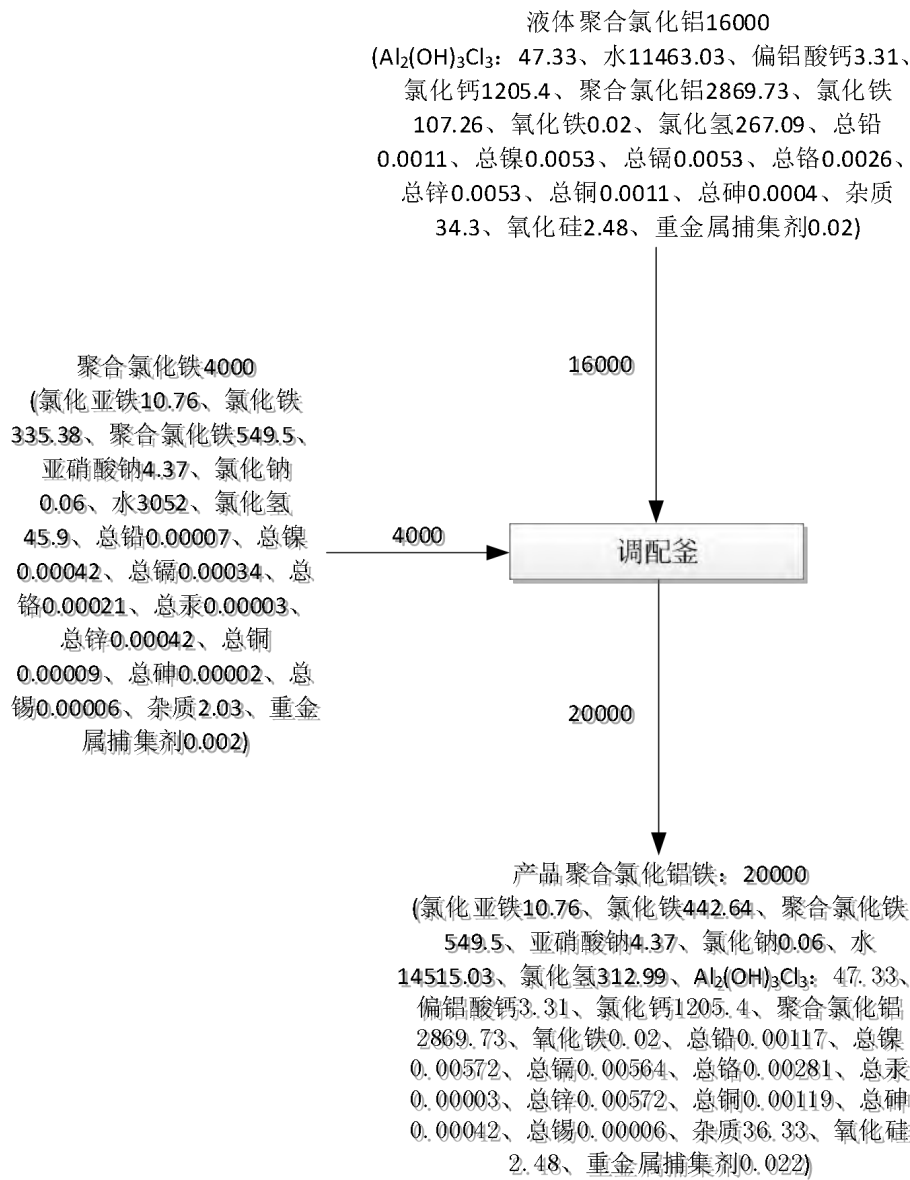 液体聚合氯化铝16000
(Al₂(OH)₃Cl₃：47.33、水11463.03、偏铝酸钙3.31、
氯化钙1205.4、聚合氯化铝2869.73、氯化铁
107.26、氧化铁0.02、氯化氢267.09、总铅
0.0011、总镍0.0053、总镉0.0053、总铬0.0026、
总锌0.0053、总铜0.0011、总砷0.0004、杂质
34.3、氧化硅2.48、重金属捕集剂0.02)
16000
聚合氯化铁4000
(氯化亚铁10.76、氯化铁
335.38、聚合氯化铁549.5、
亚硝酸钠4.37、氯化钠
0.06、水3052、氯化氢
45.9、总铅0.00007、总镍
0.00042、总镉0.00034、总
铬0.00021、总汞0.00003、
总锌0.00042、总铜
0.00009、总砷0.00002、总
锡0.00006、杂质2.03、重金
属捕集剂0.002)
4000
调配釜
20000
产品聚合氯化铝铁：20000
(氯化亚铁10.76、氯化铁442.64、聚合氯化铁
549.5、亚硝酸钠4.37、氯化钠0.06、水
14515.03、氯化氢312.99、Al₂(OH)₃Cl₃：47.33、
偏铝酸钙3.31、氯化钙1205.4、聚合氯化铝
2869.73、氧化铁0.02、总铅0.00117、总镍
0.00572、总镉0.00564、总铬0.00281、总汞
0.00003、总锌0.00572、总铜0.00119、总砷
0.00042、总锡0.00006、杂质36.33、氧化硅
2.48、重金属捕集剂0.022)